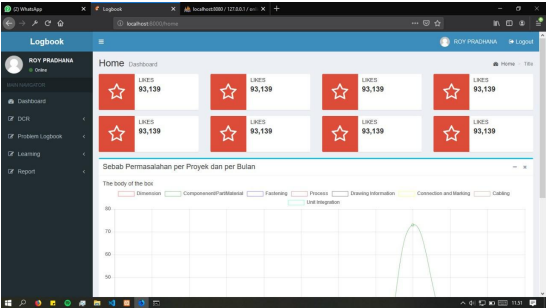 (2) WhatsApp
Logbook
localhost:8080 / 127.0.0.1 /
localhost:8000/home
Logbook
ROY PRADHANA
Logout
ROY PRADHANA
Online
MAIN NAVIGATION
Dashboard
DCR
Problem Logbook
Learning
Report
Home Dashboard
Home
LIKES
93,139
LIKES
93,139
LIKES
93,139
LIKES
93,139
LIKES
93,139
LIKES
93,139
LIKES
93,139
LIKES
93,139
Sebab Permasalahan per Proyek dan per Bulan
The body of the box
Dimension
Component/Part/Material
Fastening
Process
Drawing Information
Connection and Marking
Cabling
Unit Integration
80
70
60
50
11.51